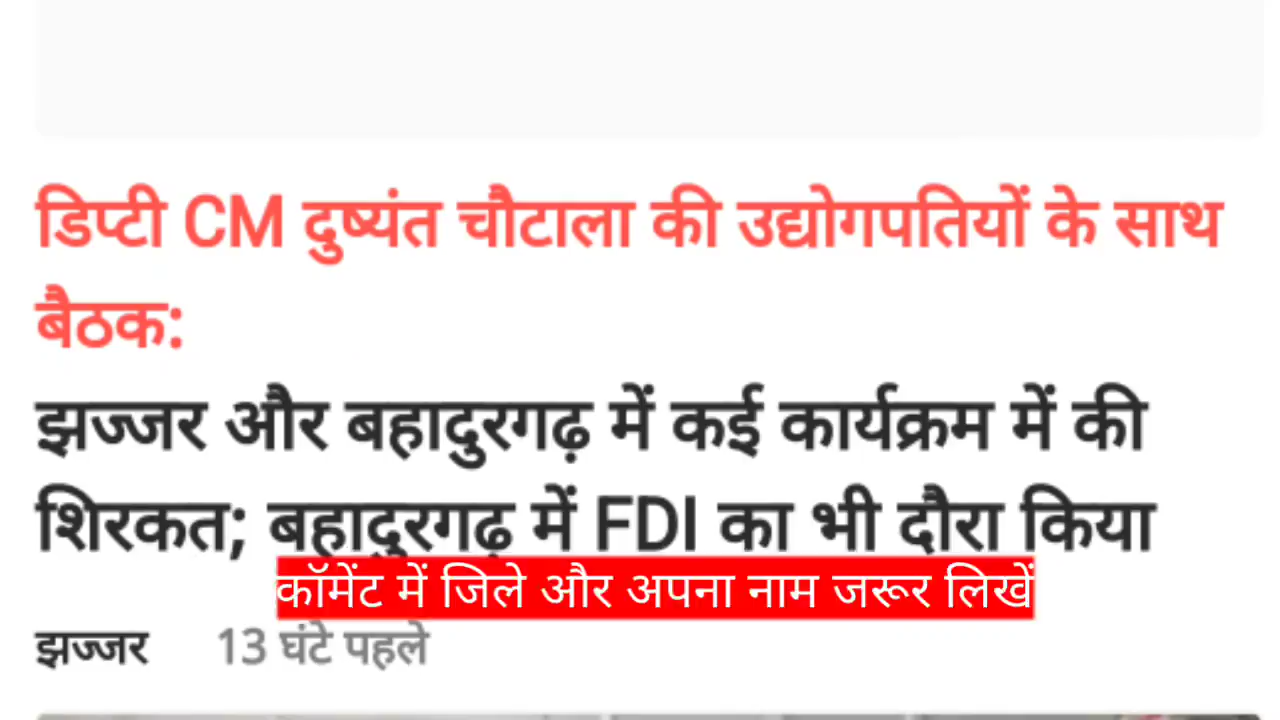 डिप्टी CM दुष्यंत चौटाला की उद्योगपतियों के साथ
बैठक:
झज्जर और बहादुरगढ़ में कई कार्यक्रम में की
शिरकत; बहादुरगढ़ में FDI का भी दौरा किया
कॉमेंट में जिले और अपना नाम जरूर लिखें
झज्जर 13 घंटे पहले